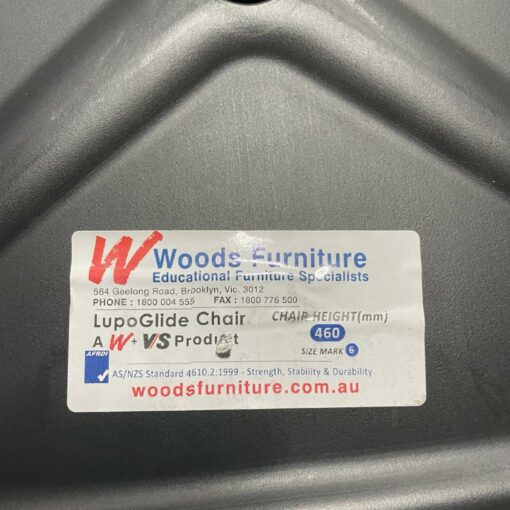 W Woods Furniture
Educational Furniture Specialists
564 Geelong Road, Brooklyn, Vic. 3012
PHONE : 1800 004 555 FAX : 1800 776 500
LupoGlide Chair
CHAIR HEIGHT(mm)
A W + V/S Product
460
SIZE MARK 6
AFRDI
AS/NZS Standard 4610.2:1999 - Strength, Stability & Durability
woodsfurniture.com.au